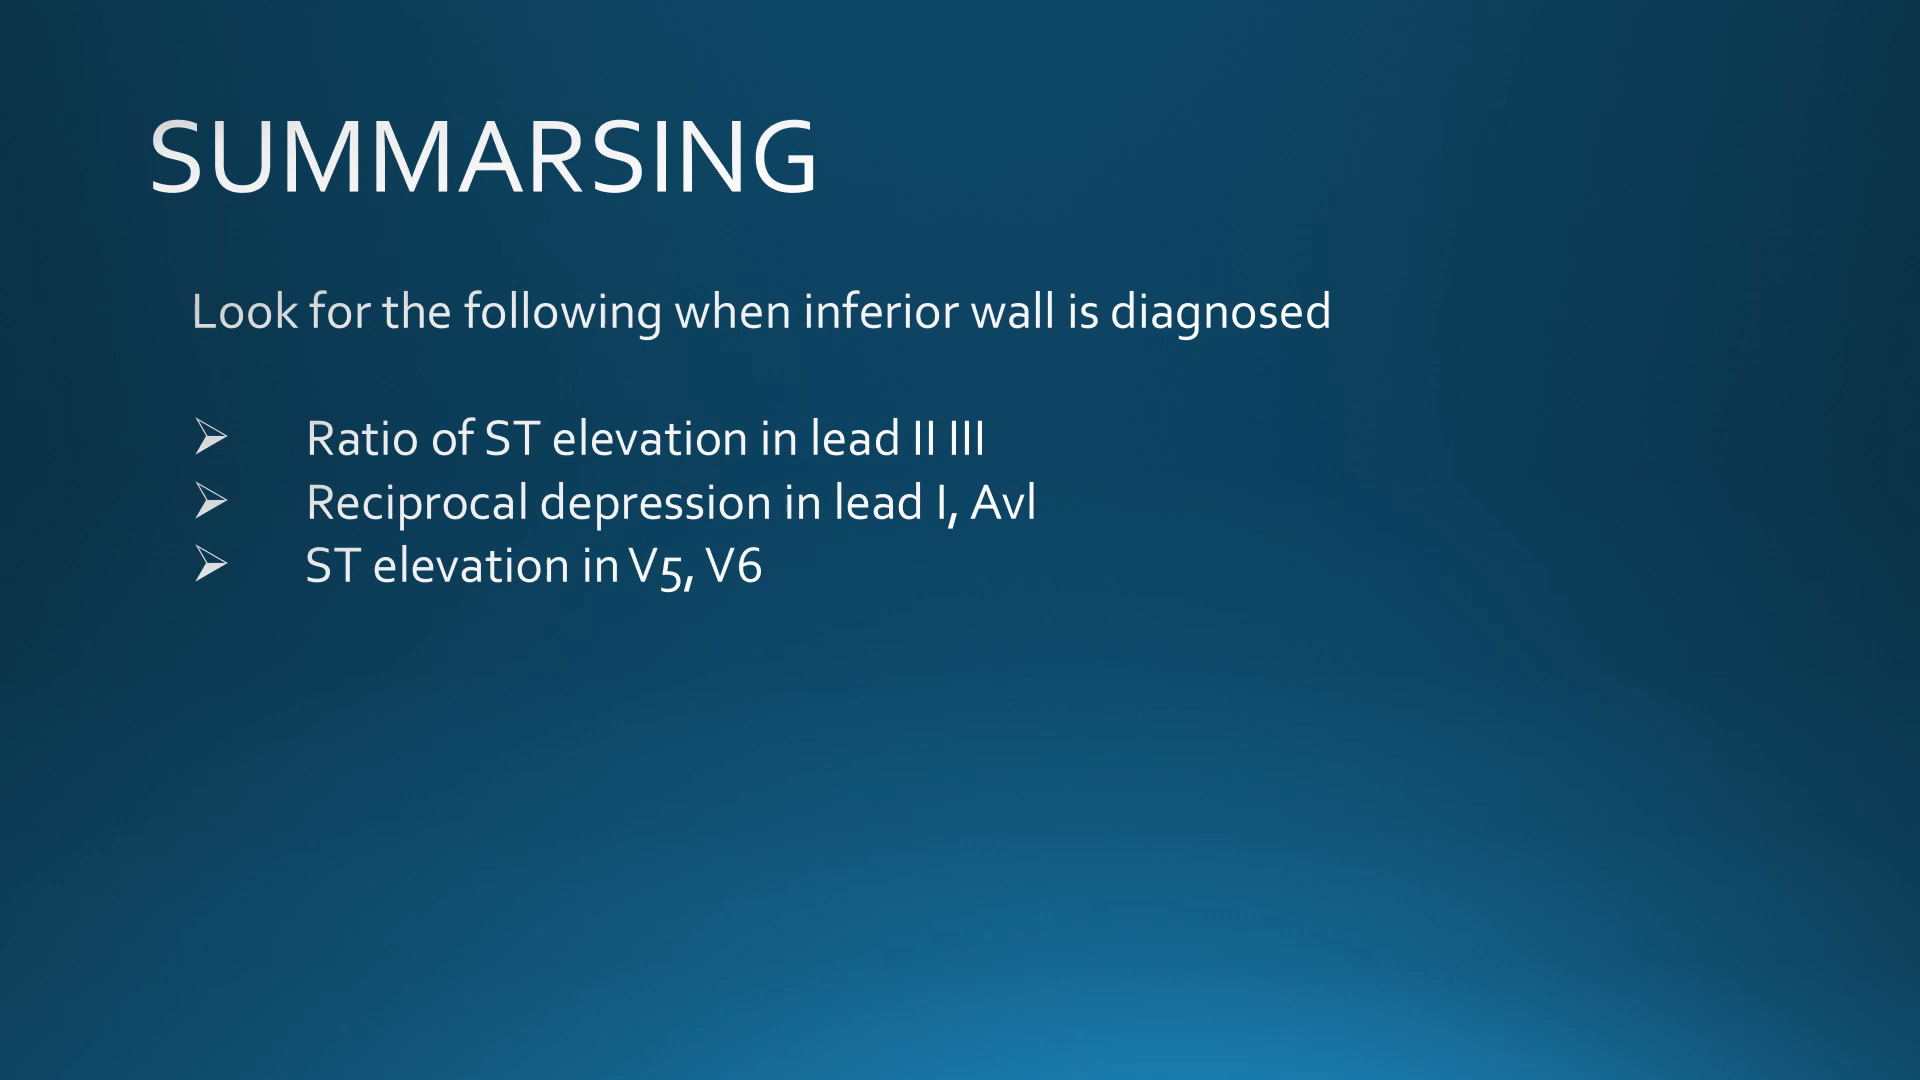 SUMMARSING
Look for the following when inferior wall is diagnosed
Ratio of ST elevation in lead II III
Reciprocal depression in lead I, Avl
ST elevation in V5, V6